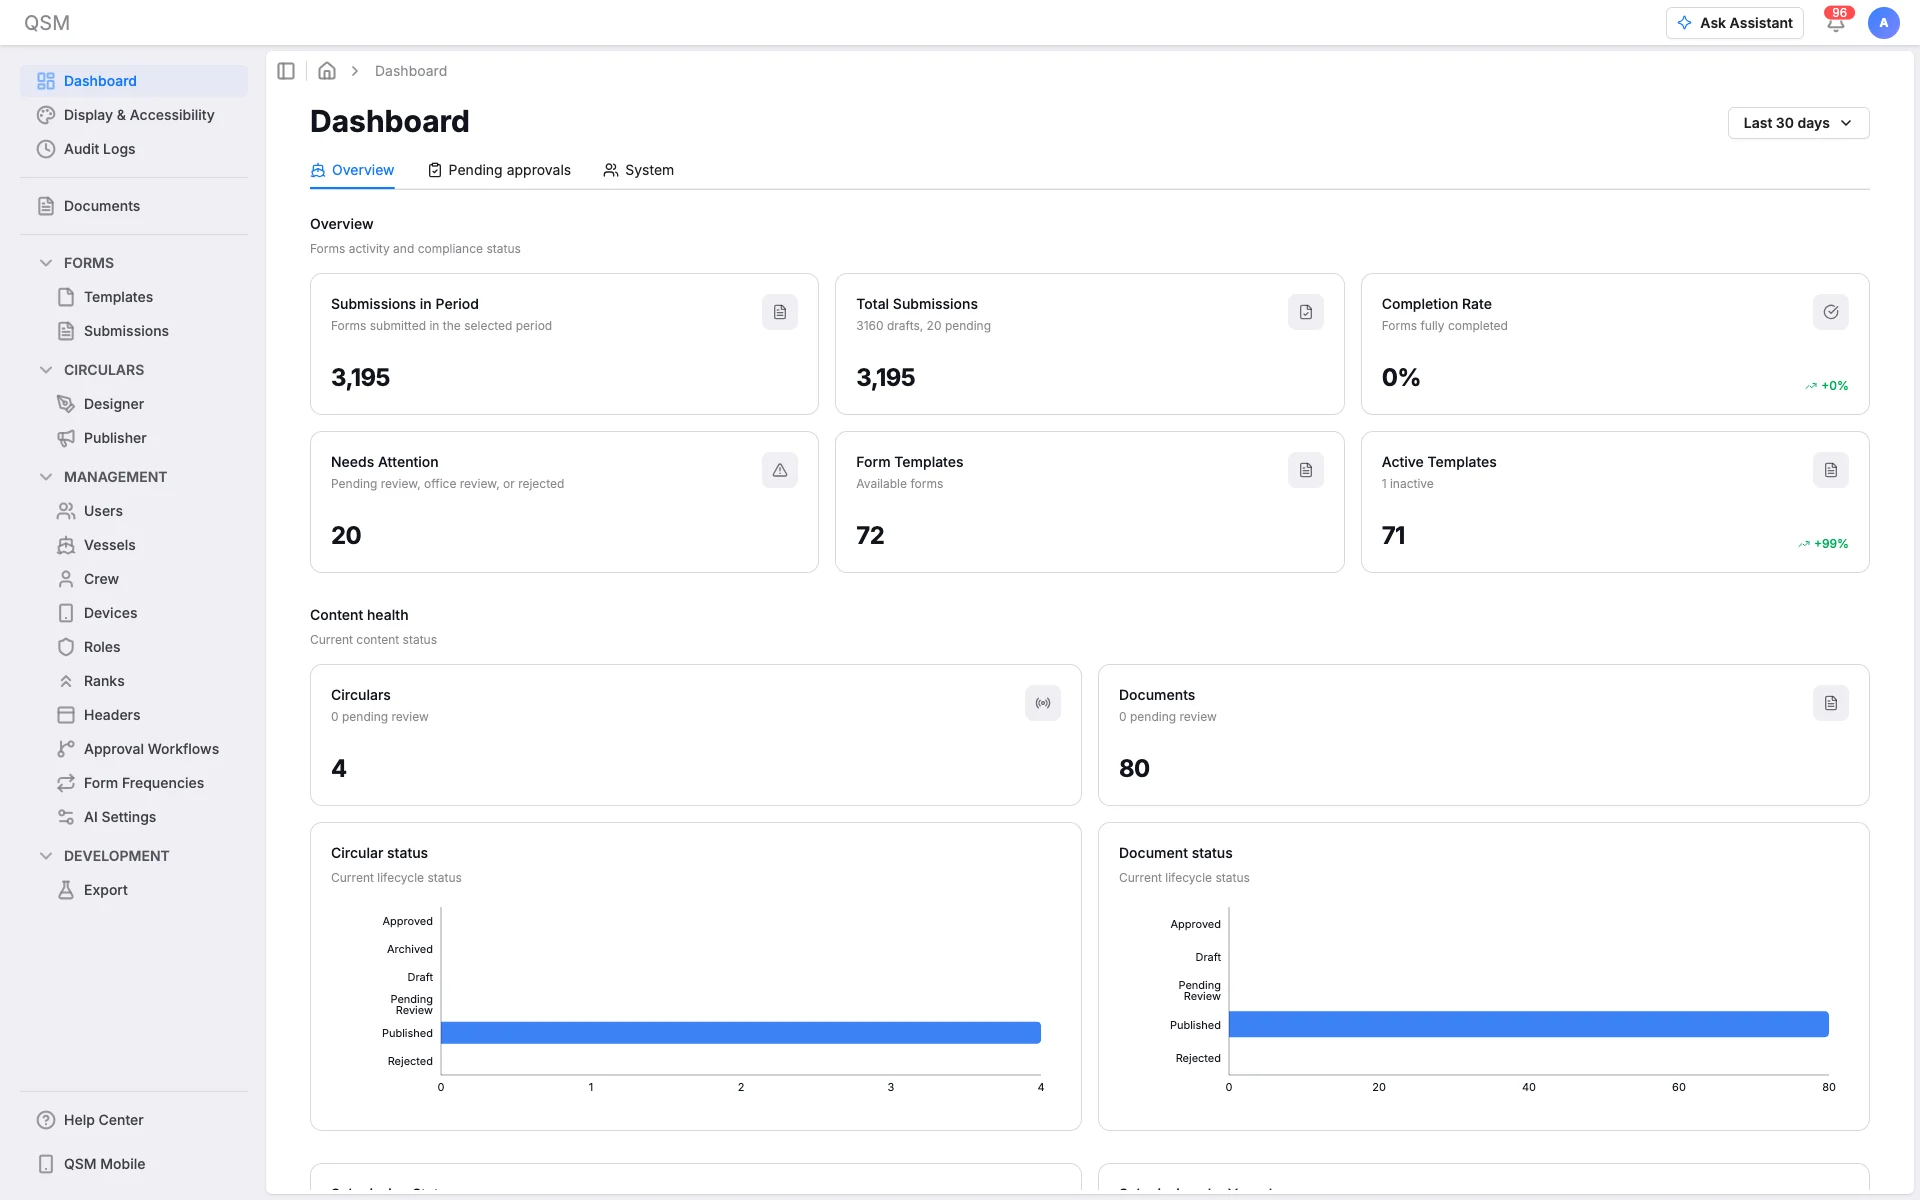 QSM
Ask Assistant
96
A
Dashboard
Display & Accessibility
Audit Logs
Documents
FORMS
Templates
Submissions
CIRCULARS
Designer
Publisher
MANAGEMENT
Users
Vessels
Crew
Devices
Roles
Ranks
Headers
Approval Workflows
Form Frequencies
AI Settings
DEVELOPMENT
Export
Help Center
QSM Mobile
Dashboard
Dashboard
Last 30 days
Overview
Pending approvals
System
Overview
Forms activity and compliance status
Submissions in Period
Forms submitted in the selected period
3,195
Total Submissions
3160 drafts, 20 pending
3,195
Completion Rate
Forms fully completed
0%
+0%
Needs Attention
Pending review, office review, or rejected
20
Form Templates
Available forms
72
Active Templates
1 inactive
71
+99%
Content health
Current content status
Circulars
0 pending review
4
Documents
0 pending review
80
Circular status
Current lifecycle status
Approved
Archived
Draft
Pending
Review
Published
Rejected
0 1 2 3 4
Document status
Current lifecycle status
Approved
Draft
Pending
Review
Published
Rejected
0 20 40 60 80